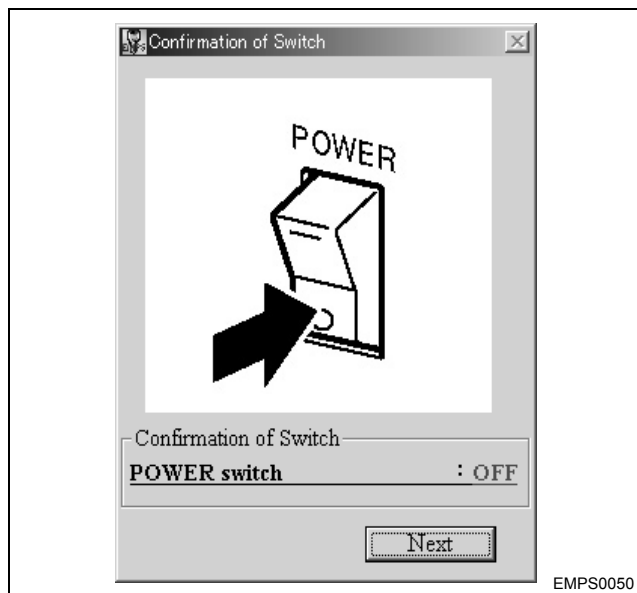 Confirmation of Switch
POWER
Confirmation of Switch
POWER switch : OFF
Next
EMPS0050